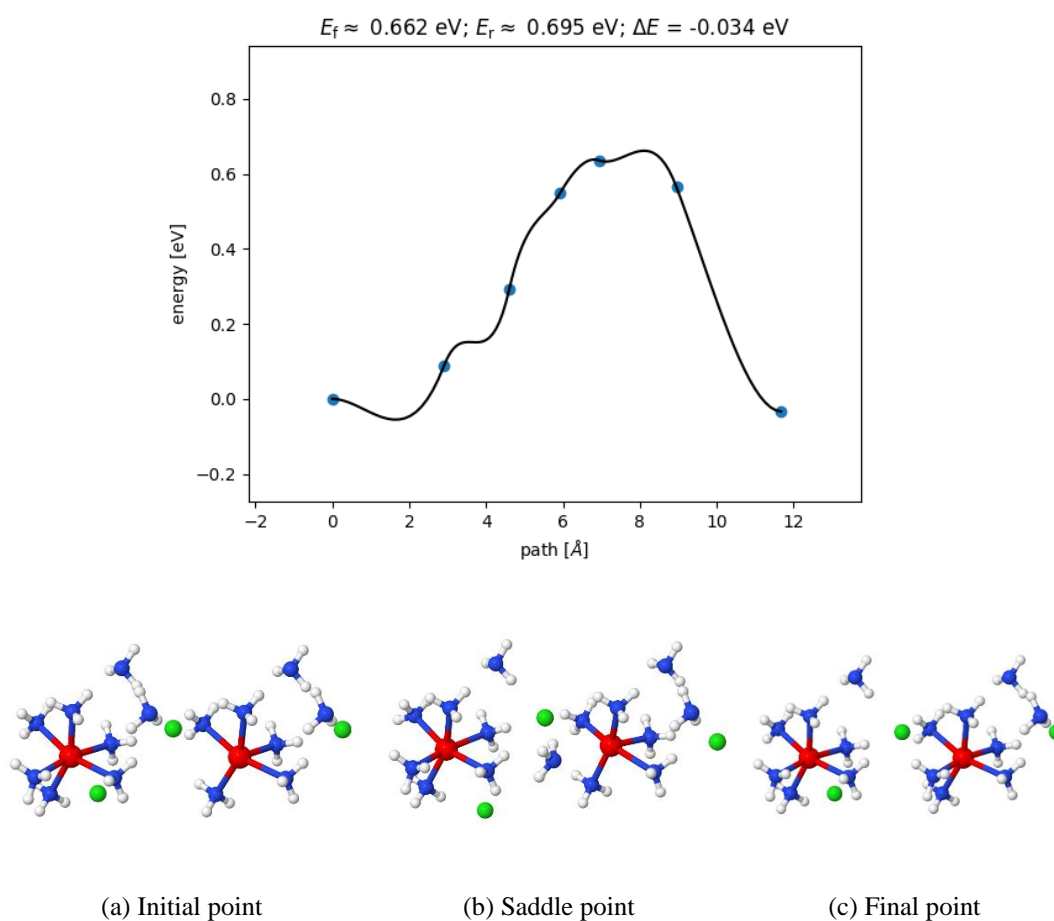 E_f ≈ 0.662 eV; E_r ≈ 0.695 eV; ΔE = -0.034 eV
0.8
0.6
0.4
0.2
0.0
−0.2
energy [eV]
−2 0 2 4 6 8 10 12
path [Å]
(a) Initial point (b) Saddle point (c) Final point